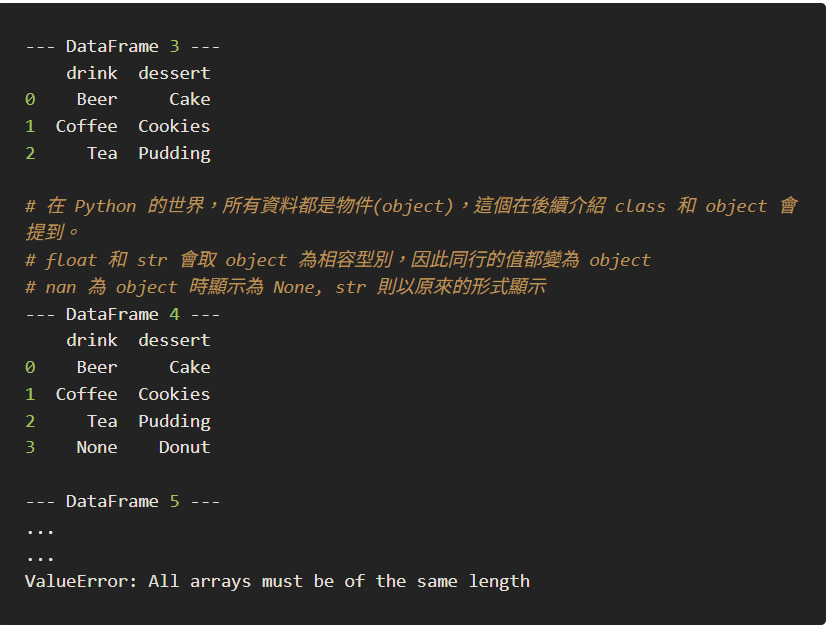 --- DataFrame 3 ---
    drink  dessert
0    Beer     Cake
1  Coffee  Cookies
2     Tea  Pudding
# 在 Python 的世界，所有資料都是物件(object)，這個在後續介紹 class 和 object 會
提到。
# float 和 str 會取 object 為相容型別，因此同行的值都變為 object
# nan 為 object 時顯示為 None, str 則以原來的形式顯示
--- DataFrame 4 ---
    drink  dessert
0    Beer     Cake
1  Coffee  Cookies
2     Tea  Pudding
3    None    Donut
--- DataFrame 5 ---
...
...
ValueError: All arrays must be of the same length